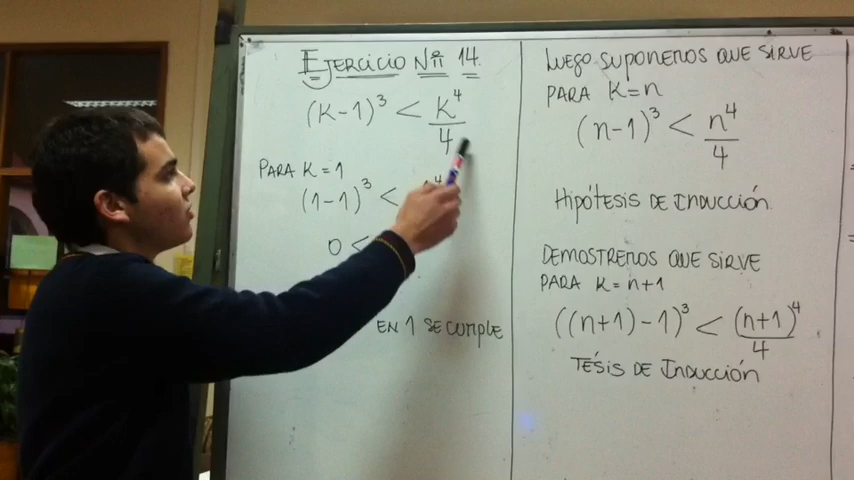 Ejercicio Nº 14.
(K-1)³ < K⁴/4
PARA K=1
(1-1)³ <
0 <
EN 1 SE CUMPLE
LUEGO SUPONEMOS QUE SIRVE
PARA K=n
(n-1)³ < n⁴/4
HIPÓTESIS DE INDUCCIÓN
DEMOSTREMOS QUE SIRVE
PARA K=n+1
((n+1)-1)³ < (n+1)⁴/4
TÉSIS DE INDUCCIÓN